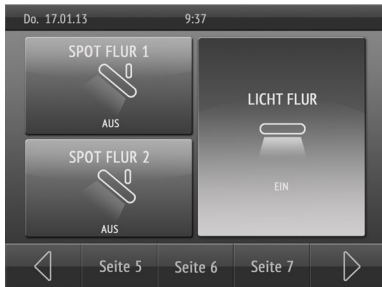 Do. 17.01.13 9:37
SPOT FLUR 1
AUS
SPOT FLUR 2
AUS
LICHT FLUR
EIN
Seite 5 Seite 6 Seite 7